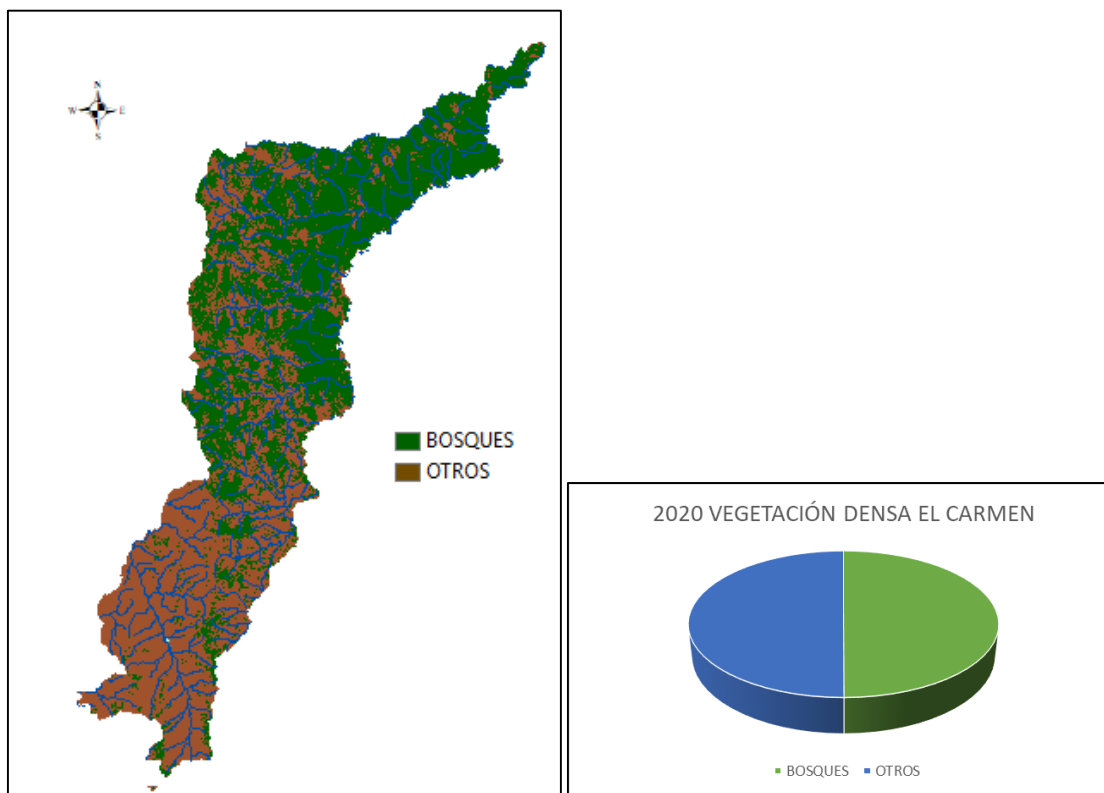 N
W E
S
BOSQUES
OTROS
2020 VEGETACIÓN DENSA EL CARMEN
BOSQUES OTROS